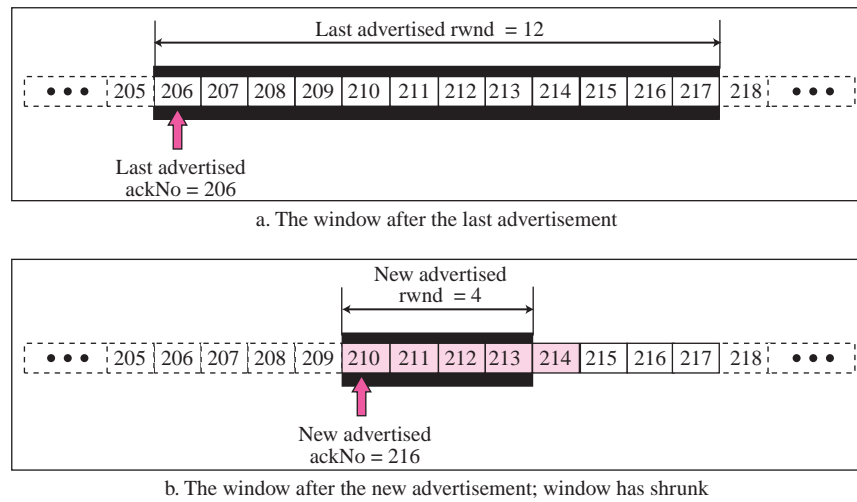 Last advertised rwnd = 12
• • • 205 206 207 208 209 210 211 212 213 214 215 216 217 218 • • •
Last advertised
ackNo = 206
a. The window after the last advertisement
New advertised
rwnd = 4
• • • 205 206 207 208 209 210 211 212 213 214 215 216 217 218 • • •
New advertised
ackNo = 216
b. The window after the new advertisement; window has shrunk